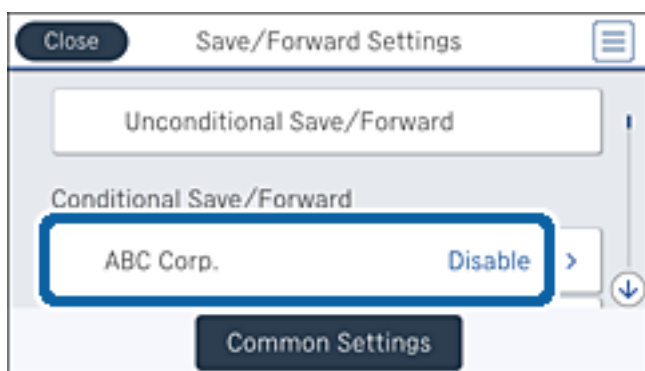 Close Save/Forward Settings
Unconditional Save/Forward
Conditional Save/Forward
ABC Corp. Disable >
Common Settings